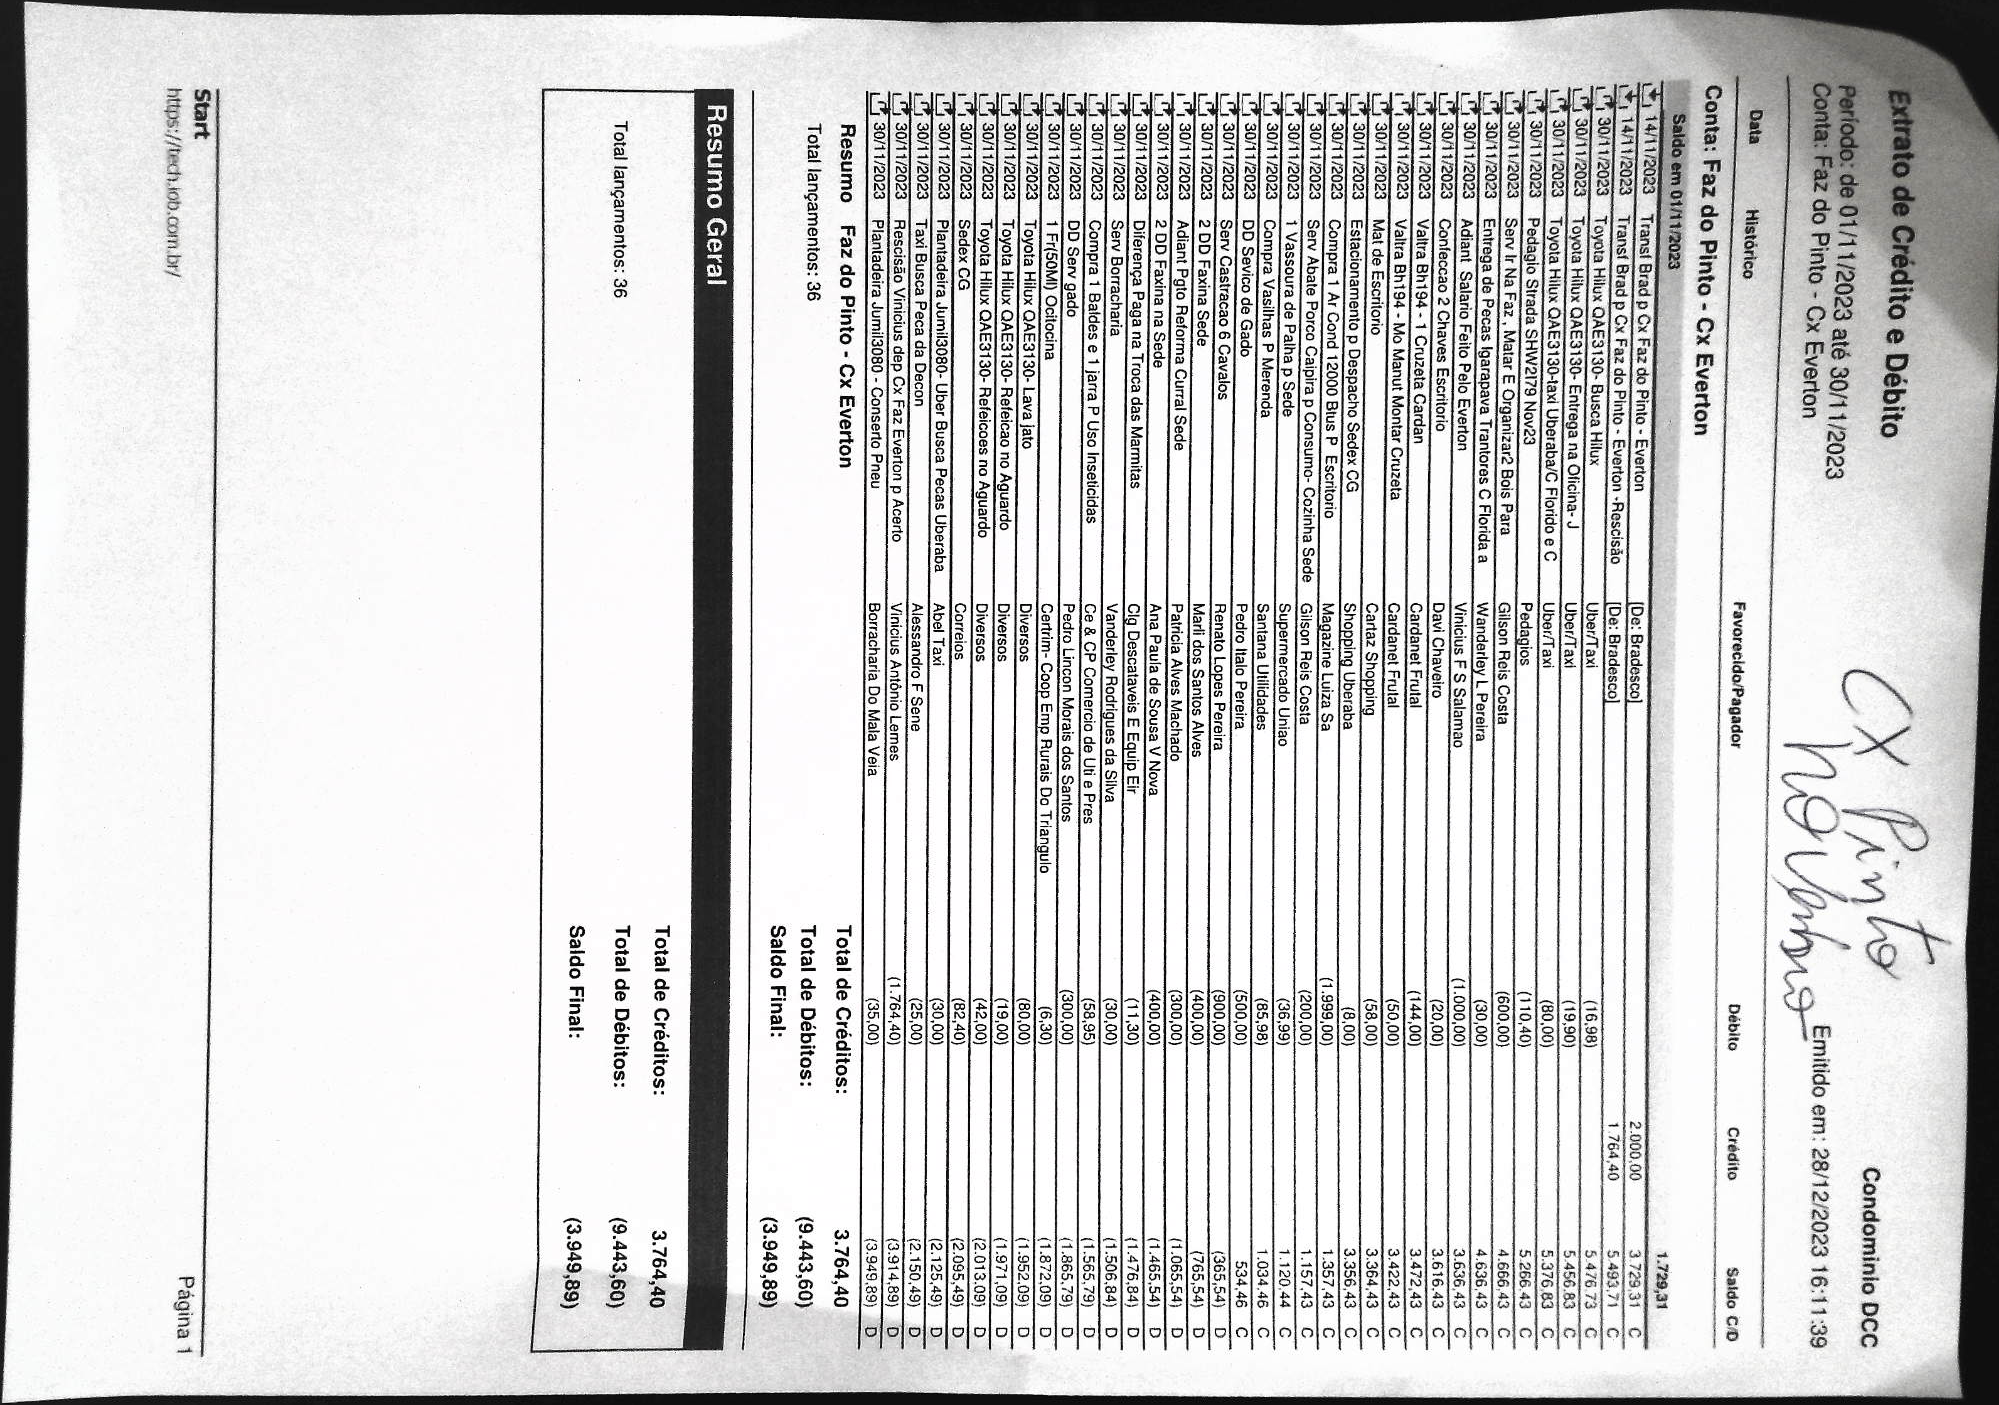 Extrato de Crédito e Débito Condominio DCC
Período: de 01/11/2023 até 30/11/2023
Conta: Faz do Pinto - Cx Everton Emitido em: 28/12/2023 16:11:39
CX Pinto
novembro
Data Histórico Favorecido/Pagador Débito Crédito Saldo C/D
Conta: Faz do Pinto - Cx Everton
Saldo em 01/11/2023 1.729,31
14/11/2023 Transf Brad p Cx Faz do Pinto - Everton [De: Bradesco] 2.000,00 3.729,31 C
14/11/2023 Transf Brad p Cx Faz do Pinto - Everton -Rescisão [De: Bradesco] 1.764,40 5.493,71 C
30/11/2023 Toyota Hilux QAE3130- Busca Hilux Uber/Taxi (16,98) 5.476,73 C
30/11/2023 Toyota Hilux QAE3130- Entrega na Oficina- J Uber/Taxi (19,90) 5.456,83 C
30/11/2023 Toyota Hilux QAE3130-taxi Uberaba/C Florido e C Uber/Taxi (80,00) 5.376,83 C
30/11/2023 Pedagio Strada SHW2I79 Nov23 Pedagios (110,40) 5.266,43 C
30/11/2023 Serv Ir Na Faz , Matar E Organizar2 Bois Para Gilson Reis Costa (600,00) 4.666,43 C
30/11/2023 Entrega de Pecas Igarapava Trantores C Florida a Wanderley L Pereira (30,00) 4.636,43 C
30/11/2023 Adiant Salario Feito Pelo Everton Vinicius F S Salamao (1.000,00) 3.636,43 C
30/11/2023 Confeccao 2 Chaves Escritorio Davi Chaveiro (20,00) 3.616,43 C
30/11/2023 Valtra Bh194 - 1 Cruzeta Cardan Cardanet Frutal (144,00) 3.472,43 C
30/11/2023 Valtra Bh194 - Mo Manut Montar Cruzeta Cardanet Frutal (50,00) 3.422,43 C
30/11/2023 Mat de Escritorio Cartaz Shopping (58,00) 3.364,43 C
30/11/2023 Estacionamento p Despacho Sedex CG Shopping Uberaba (8,00) 3.356,43 C
30/11/2023 Compra 1 Ar Cond 12000 Btus P Escritorio Magazine Luiza Sa (1.999,00) 1.357,43 C
30/11/2023 Serv Abate Porco Caipira p Consumo- Cozinha Sede Gilson Reis Costa (200,00) 1.157,43 C
30/11/2023 1 Vassoura de Palha p Sede Supermercado Uniao (36,99) 1.120,44 C
30/11/2023 Compra Vasilhas P Merenda Santana Utilidades (85,98) 1.034,46 C
30/11/2023 DD Sevico de Gado Pedro Italo Pereira (500,00) 534,46 C
30/11/2023 Serv Castracao 6 Cavalos Renato Lopes Pereira (900,00) (365,54) D
30/11/2023 2 DD Faxina Sede Marli dos Santos Alves (400,00) (765,54) D
30/11/2023 Adiant Pgto Reforma Curral Sede Patricia Alves Machado (300,00) (1.065,54) D
30/11/2023 2 DD Faxina na Sede Ana Paula de Sousa V Nova (400,00) (1.465,54) D
30/11/2023 Diferença Paga na Troca das Marmitas Clg Descataveis E Equip Eir (11,30) (1.476,84) D
30/11/2023 Serv Borracharia Vanderley Rodrigues da Silva (30,00) (1.506,84) D
30/11/2023 Compra 1 Baldes e 1 jarra P Uso Inseticidas Ce & CP Comercio de Uti e Pres (58,95) (1.565,79) D
30/11/2023 DD Serv gado Pedro Lincon Morais dos Santos (300,00) (1.865,79) D
30/11/2023 1 Fr(50Ml) Ocitocina Certrim- Coop Emp Rurais Do Triangulo (6,30) (1.872,09) D
30/11/2023 Toyota Hilux QAE3130- Lava jato Diversos (80,00) (1.952,09) D
30/11/2023 Toyota Hilux QAE3130- Refeicao no Aguardo Diversos (19,00) (1.971,09) D
30/11/2023 Toyota Hilux QAE3130- Refeicoes no Aguardo Diversos (42,00) (2.013,09) D
30/11/2023 Sedex CG Correios (82,40) (2.095,49) D
30/11/2023 Plantadeira Jumil3080- Uber Busca Pecas Uberaba Abel Taxi (30,00) (2.125,49) D
30/11/2023 Taxi Busca Peca da Decon Alessandro F Sene (25,00) (2.150,49) D
30/11/2023 Rescisão Vinicius dep Cx Faz Everton p Acerto Vinicius Antônio Lemes (1.764,40) (3.914,89) D
30/11/2023 Plantadeira Jumil3080 - Conserto Pneu Borracharia Do Mala Veia (35,00) (3.949,89) D
Resumo Faz do Pinto - Cx Everton Total de Créditos: 3.764,40
Total lançamentos: 36 Total de Débitos: (9.443,60)
Saldo Final: (3.949,89)
Resumo Geral
Total de Créditos: 3.764,40
Total lançamentos: 36 Total de Débitos: (9.443,60)
Saldo Final: (3.949,89)
Start
https://tech.iob.com.br/ Página 1